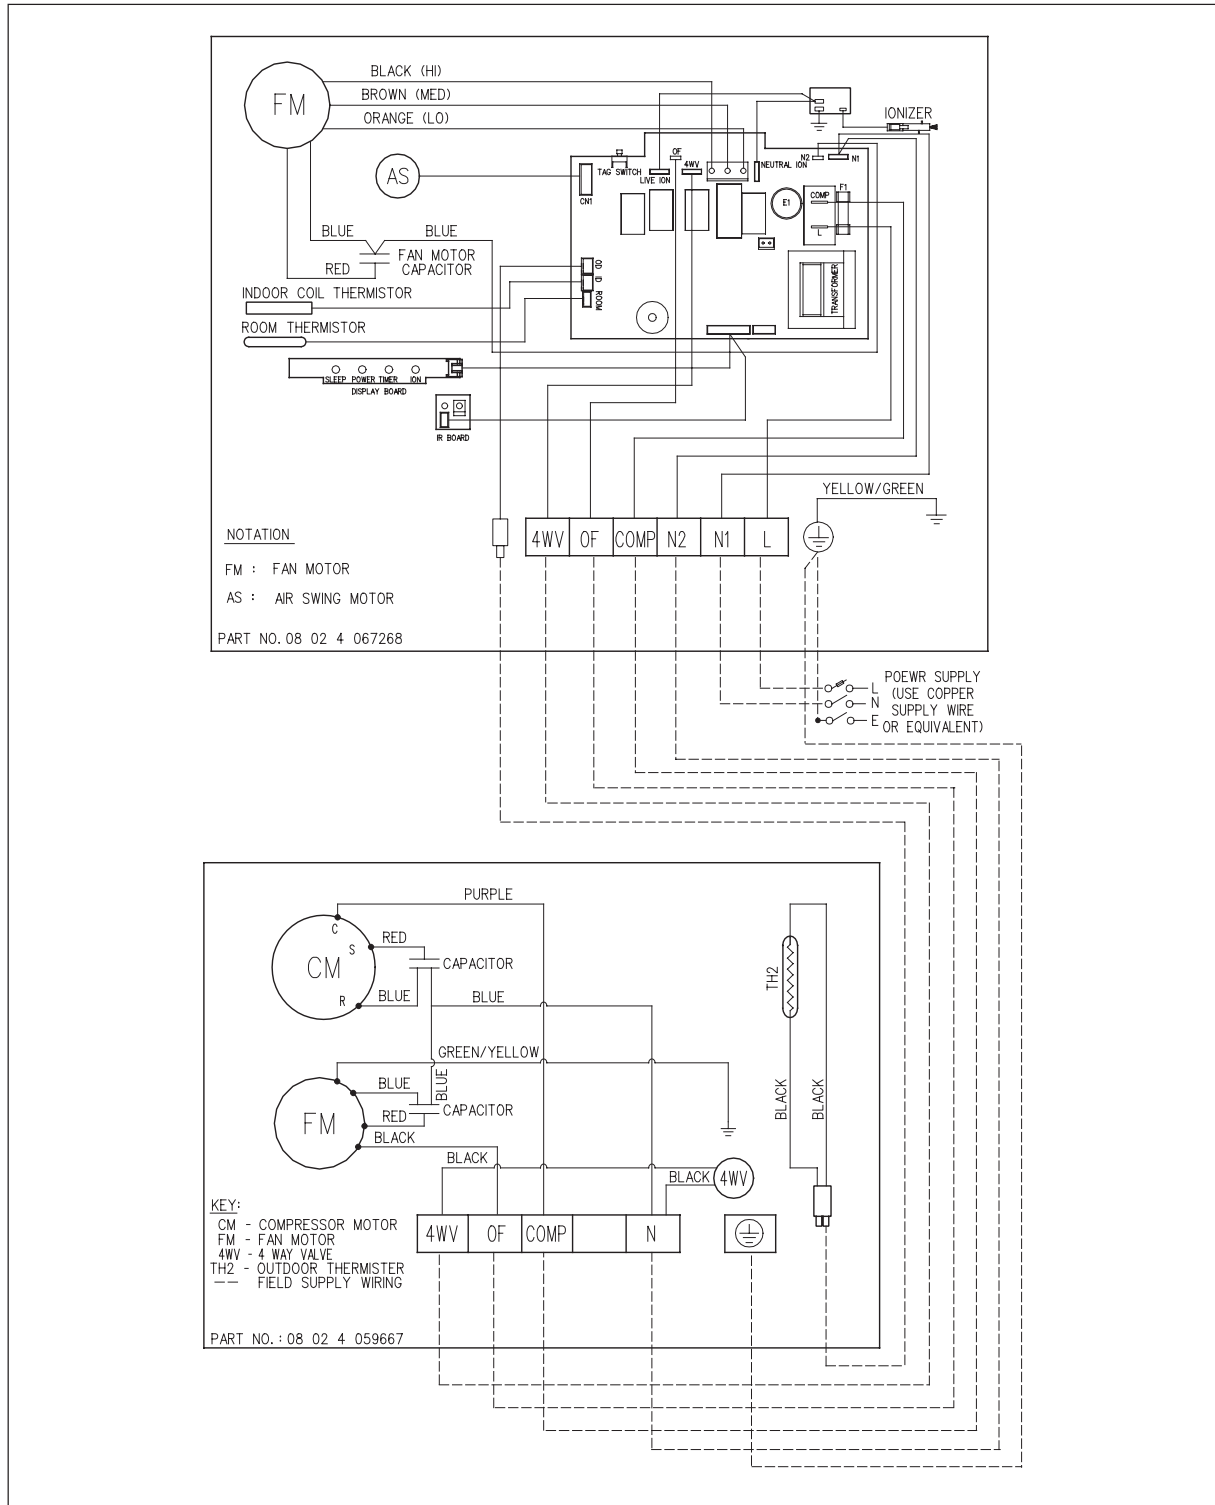 BLACK (HI)
BROWN (MED)
ORANGE (LO)
FM
AS
IONIZER
OF
N2
N1
TAG SWITCH
4WV
LIVE ION
NEUTRAL ION
CN1
E1
COMP
F1
L
BLUE
BLUE
FAN MOTOR
CAPACITOR
RED
OD
ID
ROOM
TRANSFORMER
INDOOR COIL THERMISTOR
ROOM THERMISTOR
SLEEP POWER TIMER ION
DISPLAY BOARD
IR BOARD
YELLOW/GREEN
4WV OF COMP N2 N1 L
NOTATION
FM : FAN MOTOR
AS : AIR SWING MOTOR
PART NO. 08 02 4 067268
L
N
E
POEWR SUPPLY
(USE COPPER
SUPPLY WIRE
OR EQUIVALENT)
PURPLE
C
S
R
CM
RED
CAPACITOR
BLUE
BLUE
TH2
GREEN/YELLOW
BLUE
BLUE
FM
RED
CAPACITOR
BLACK
BLACK
BLACK
BLACK
BLACK
4WV
4WV OF COMP N
KEY:
CM - COMPRESSOR MOTOR
FM - FAN MOTOR
4WV - 4 WAY VALVE
TH2 - OUTDOOR THERMISTER
-- FIELD SUPPLY WIRING
PART NO. : 08 02 4 059667